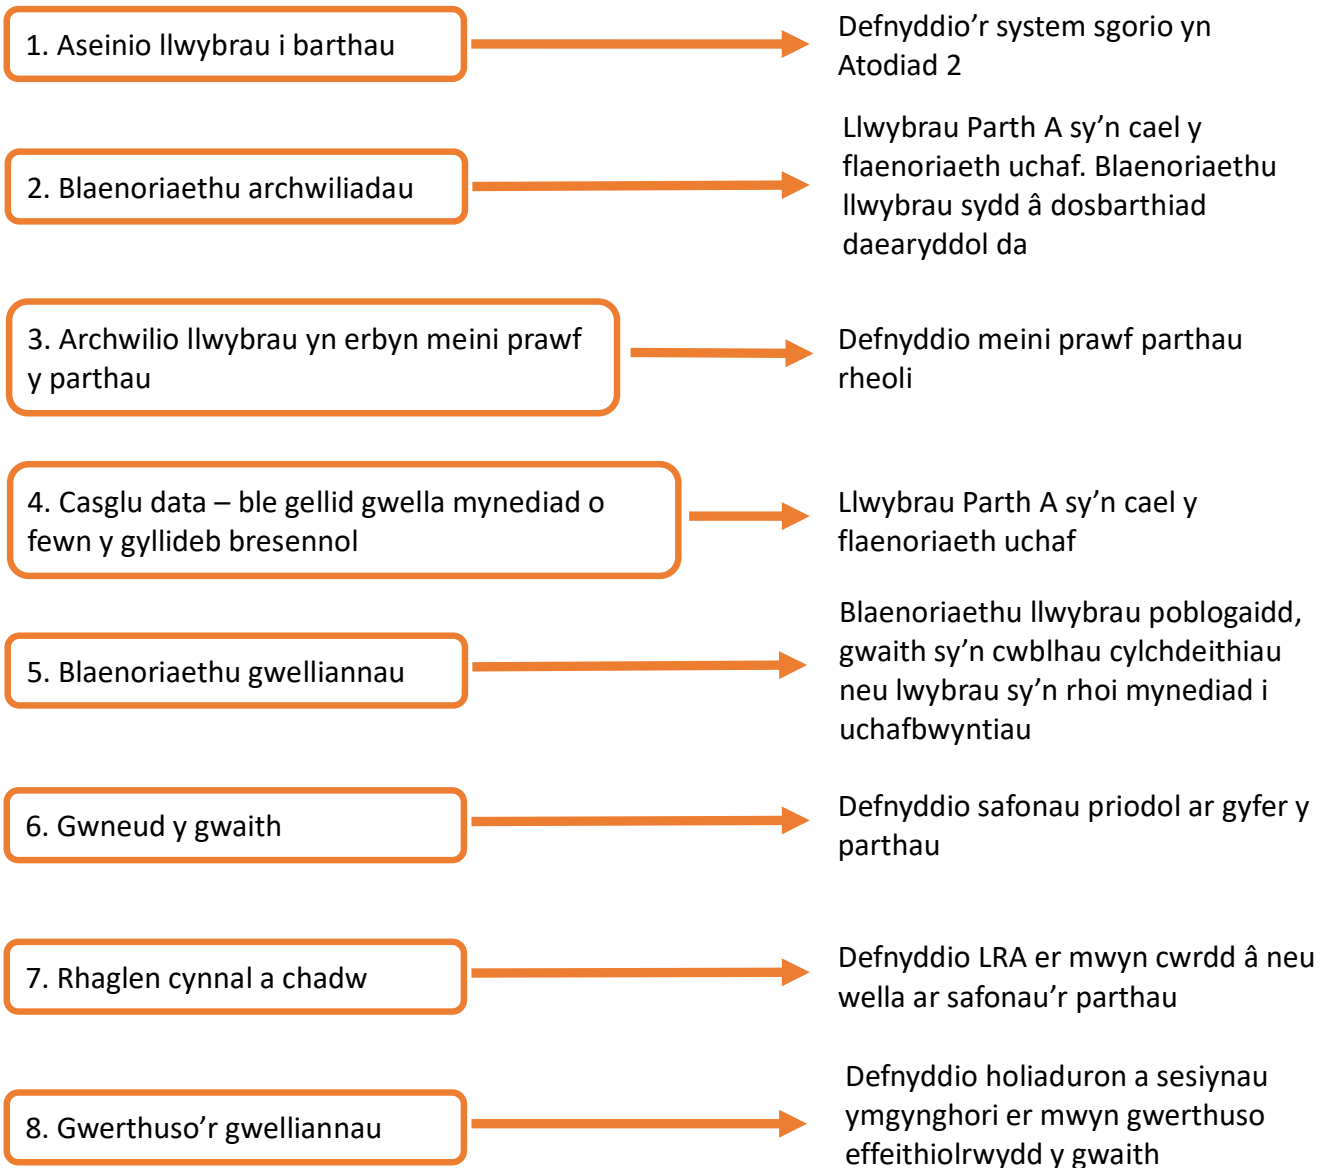 1. Aseinio llwybrau i barthau
Defnyddio’r system sgorio yn
Atodiad 2
2. Blaenoriaethu archwiliadau
Llwybrau Parth A sy’n cael y
flaenoriaeth uchaf. Blaenoriaethu
llwybrau sydd â dosbarthiad
daearyddol da
3. Archwilio llwybrau yn erbyn meini prawf
y parthau
Defnyddio meini prawf parthau
rheoli
4. Casglu data – ble gellid gwella mynediad o
fewn y gyllideb bresennol
Llwybrau Parth A sy’n cael y
flaenoriaeth uchaf
5. Blaenoriaethu gwelliannau
Blaenoriaethu llwybrau poblogaidd,
gwaith sy’n cwblhau cylchdeithiau
neu lwybrau sy’n rhoi mynediad i
uchafbwyntiau
6. Gwneud y gwaith
Defnyddio safonau priodol ar gyfer y
parthau
7. Rhaglen cynnal a chadw
Defnyddio LRA er mwyn cwrdd â neu
wella ar safonau’r parthau
8. Gwerthuso’r gwelliannau
Defnyddio holiaduron a sesiynau
ymgynghori er mwyn gwerthuso
effeithiolrwydd y gwaith